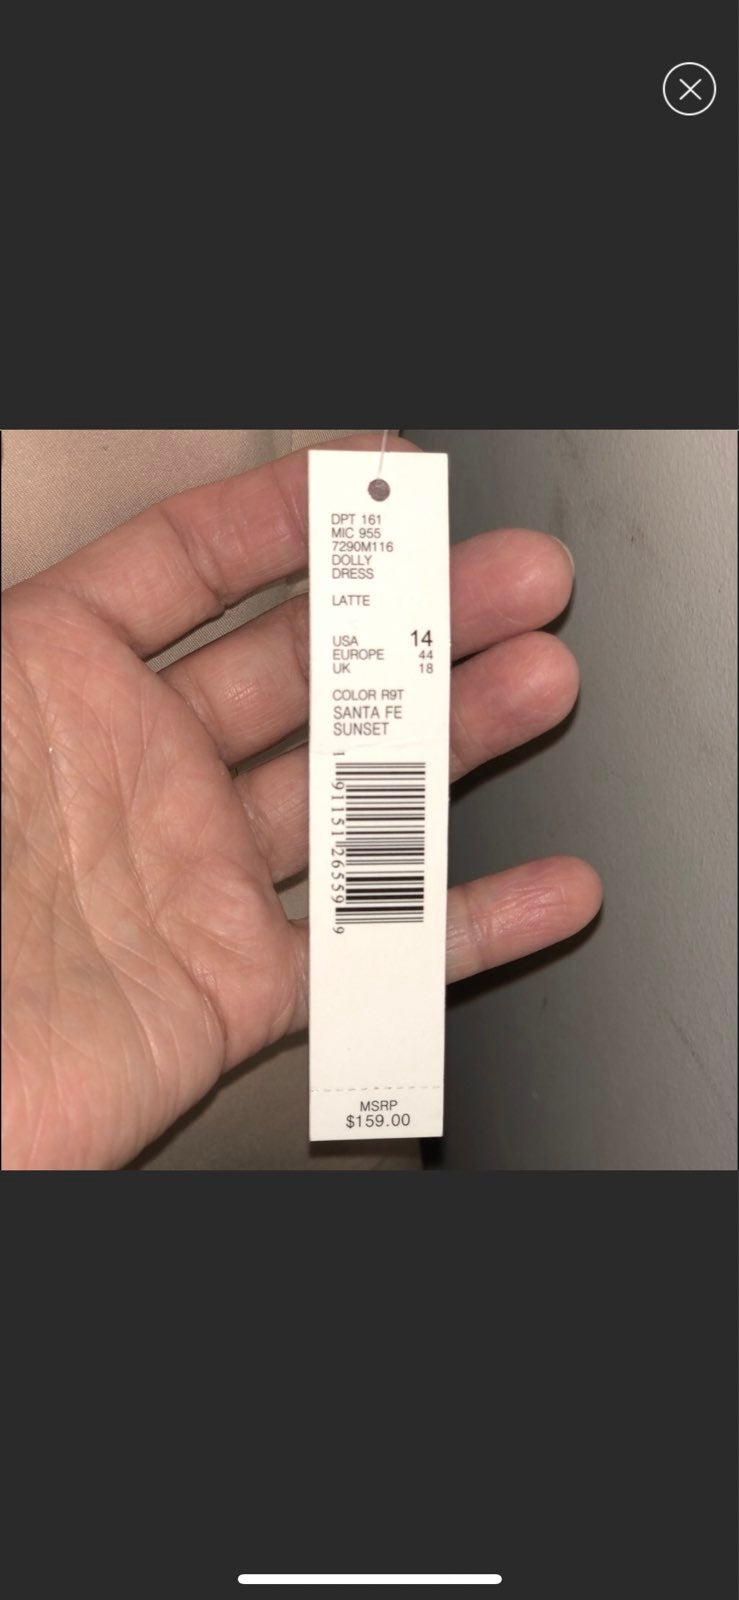 DPT 161
MIC 955
7290M116
DOLLY
DRESS
LATTE
USA 14
EUROPE 44
UK 18
COLOR R9T
SANTA FE
SUNSET
1 91151 26559 9
MSRP
$159.00